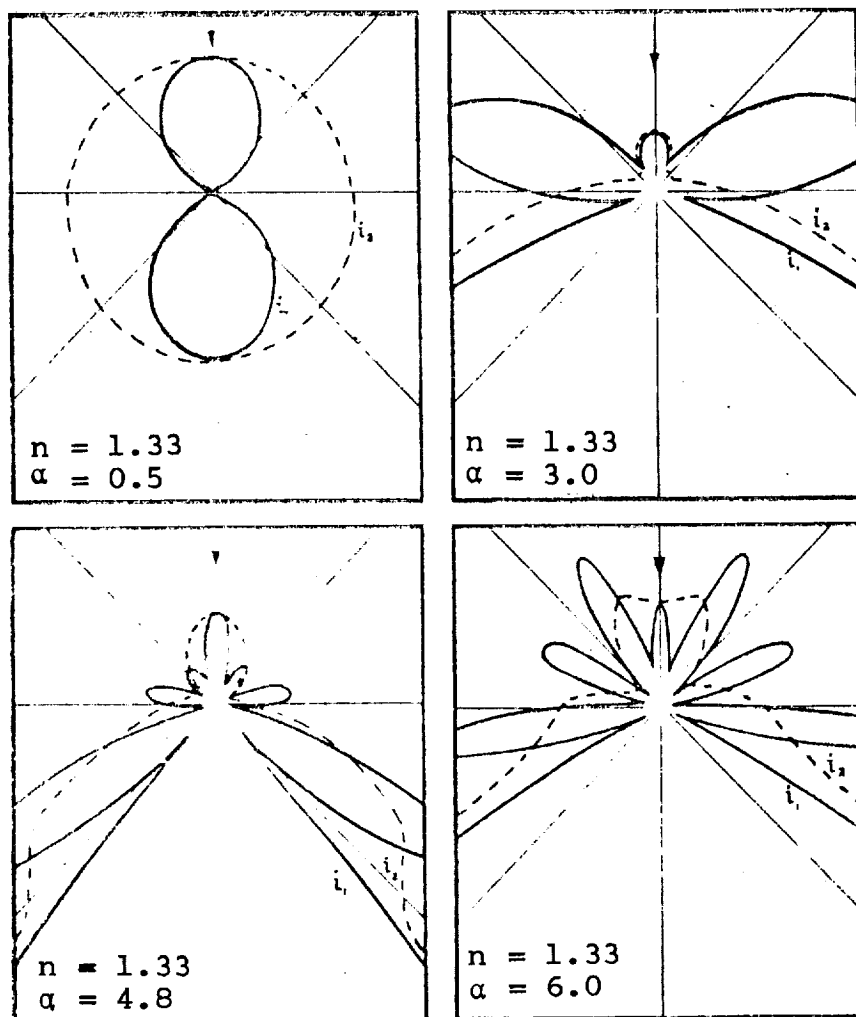 i₂
n = 1.33
α = 0.5
i₂
i₁
n = 1.33
α = 3.0
i₂
i₁
n = 1.33
α = 4.8
i₂
i₁
n = 1.33
α = 6.0